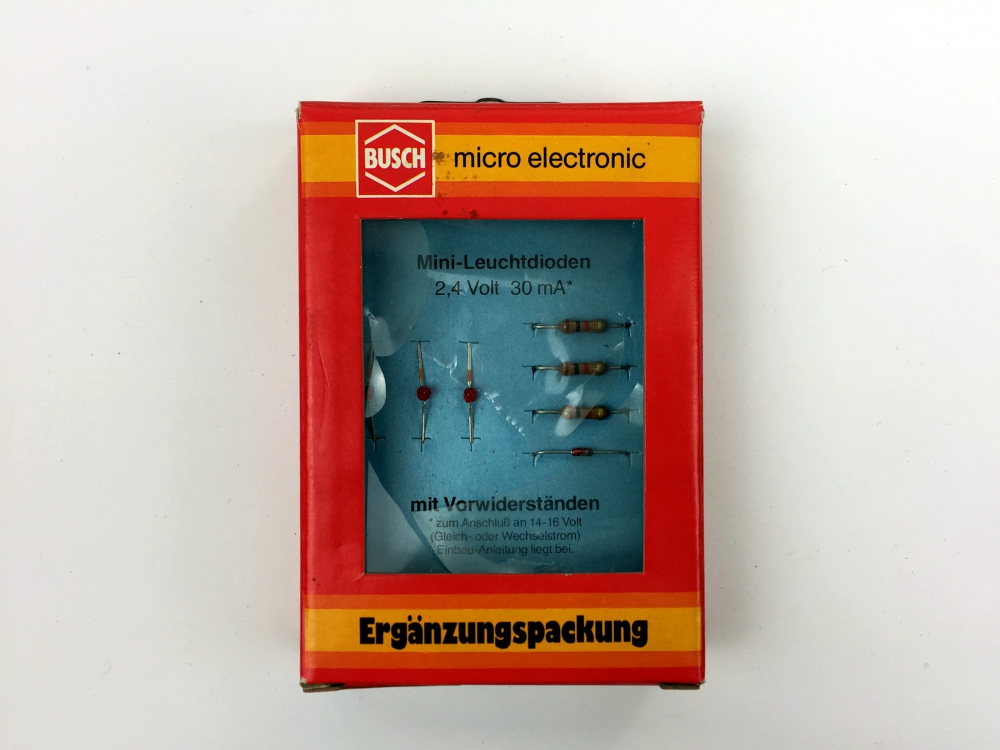 BUSCH
micro electronic
Mini-Leuchtdioden
2,4 Volt 30 mA*
mit Vorwiderständen
* zum Anschluß an 14-16 Volt
(Gleich- oder Wechselstrom)
Einbau-Anleitung liegt bei.
Ergänzungspackung